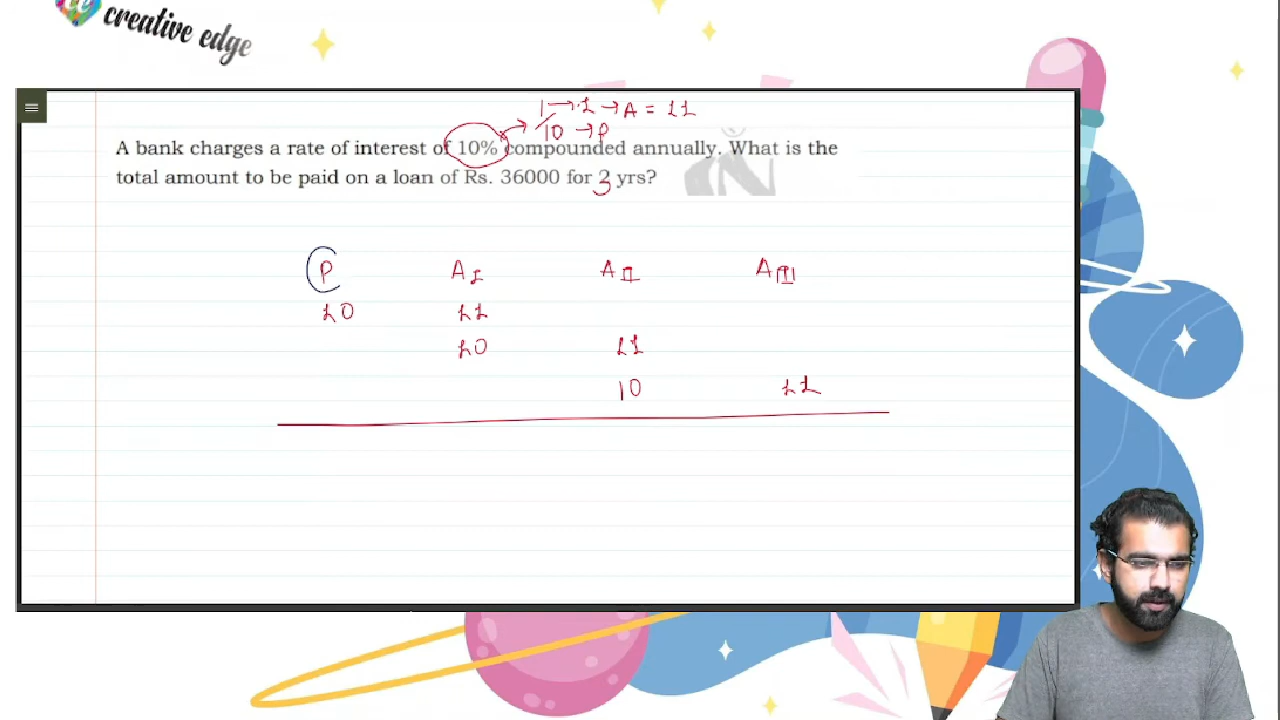 creative edge
1 → 1 → A = 11
10 → P
A bank charges a rate of interest of 10% compounded annually. What is the
total amount to be paid on a loan of Rs. 36000 for 3 yrs?
P A I A II A III
10 11
10 11
10 11